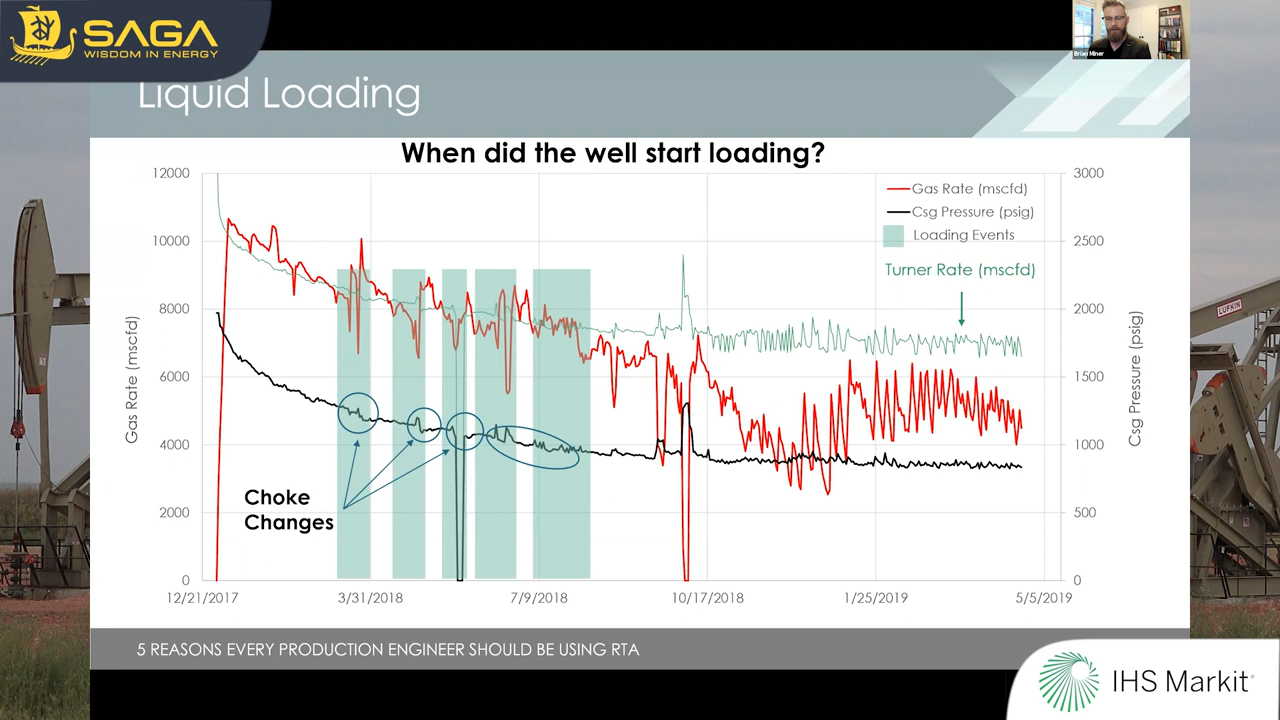 SAGA
WISDOM IN ENERGY
Brian Miner
Liquid Loading
When did the well start loading?
12000
10000
8000
6000
4000
2000
0
Gas Rate (mscfd)
3000
2500
2000
1500
1000
500
0
Csg Pressure (psig)
Gas Rate (mscfd)
Csg Pressure (psig)
Loading Events
Turner Rate (mscfd)
Choke
Changes
12/21/2017
3/31/2018
7/9/2018
10/17/2018
1/25/2019
5/5/2019
LUFKIN
5 REASONS EVERY PRODUCTION ENGINEER SHOULD BE USING RTA
IHS Markit